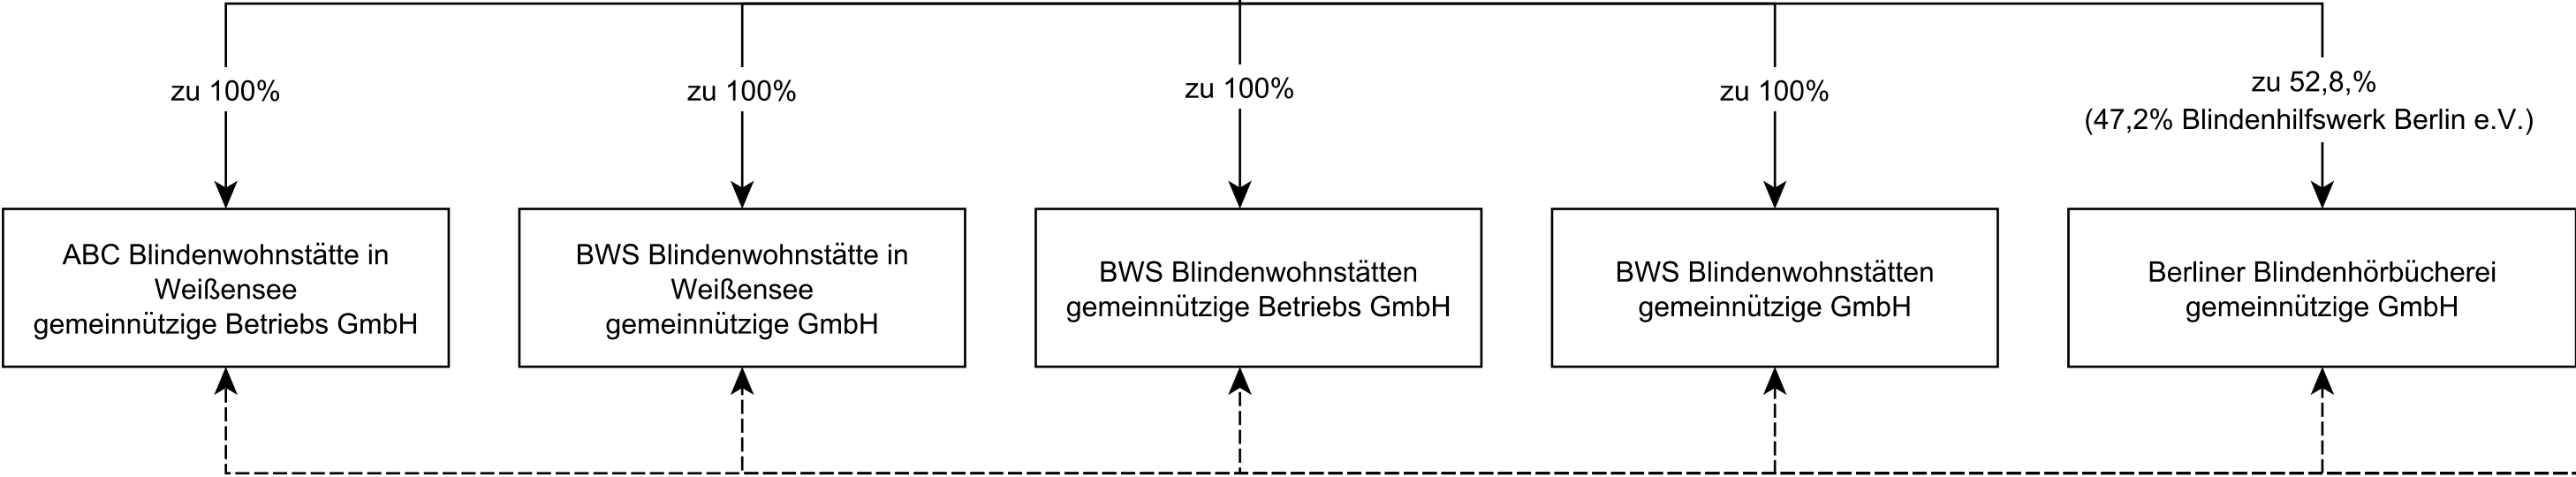 zu 100%
zu 100%
zu 100%
zu 100%
zu 52,8,%
(47,2% Blindenhilfswerk Berlin e.V.)
ABC Blindenwohnstätte in
Weißensee
gemeinnützige Betriebs GmbH
BWS Blindenwohnstätte in
Weißensee
gemeinnützige GmbH
BWS Blindenwohnstätten
gemeinnützige Betriebs GmbH
BWS Blindenwohnstätten
gemeinnützige GmbH
Berliner Blindenhörbücherei
gemeinnützige GmbH